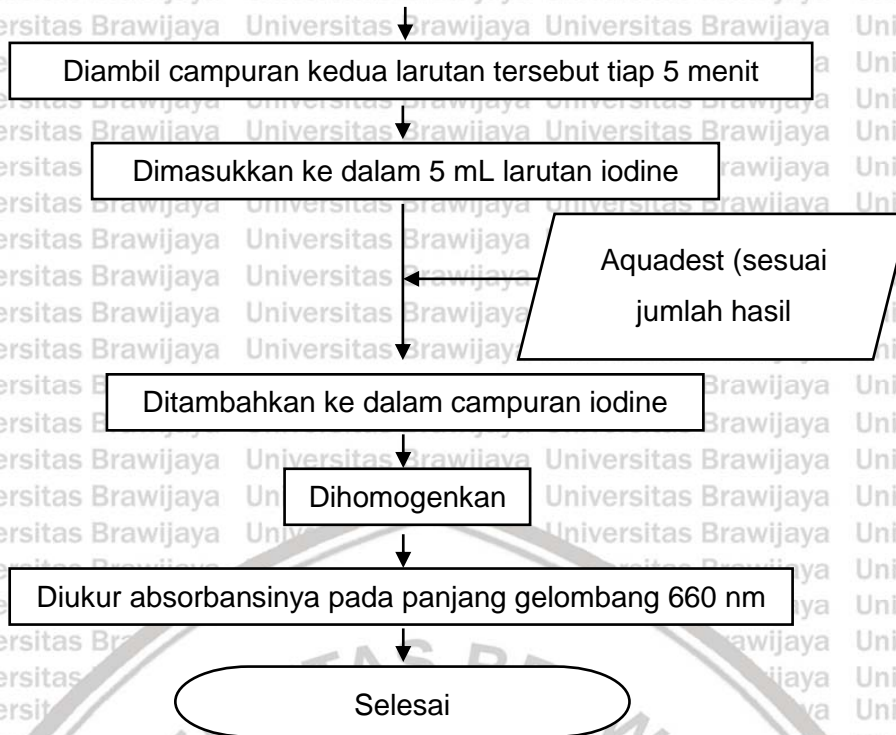 Diambil campuran kedua larutan tersebut tiap 5 menit
Dimasukkan ke dalam 5 mL larutan iodine
Aquadest (sesuai
jumlah hasil
Ditambahkan ke dalam campuran iodine
Dihomogenkan
Diukur absorbansinya pada panjang gelombang 660 nm
Selesai